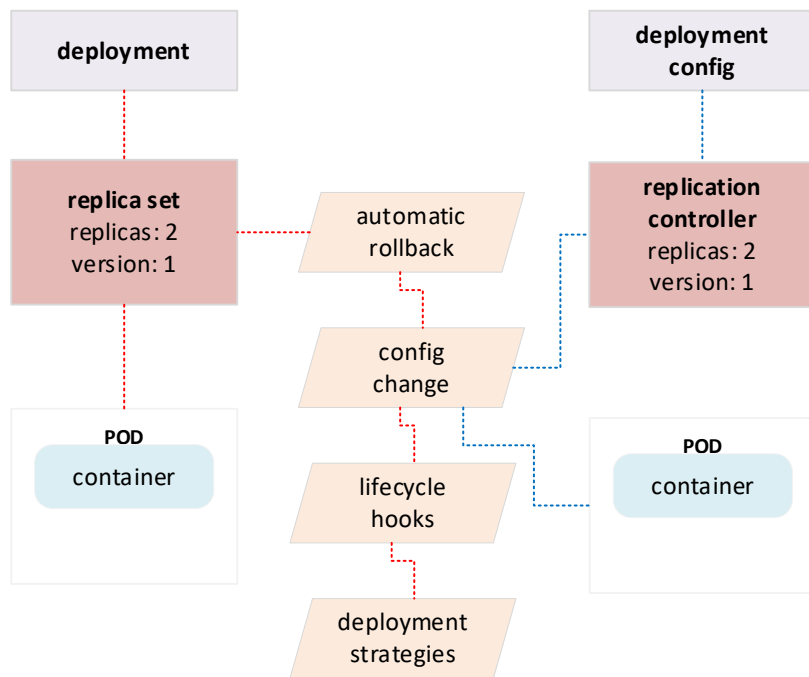 deployment
deployment
config
replica set
replicas: 2
version: 1
automatic
rollback
replication
controller
replicas: 2
version: 1
config
change
POD
container
POD
container
lifecycle
hooks
deployment
strategies